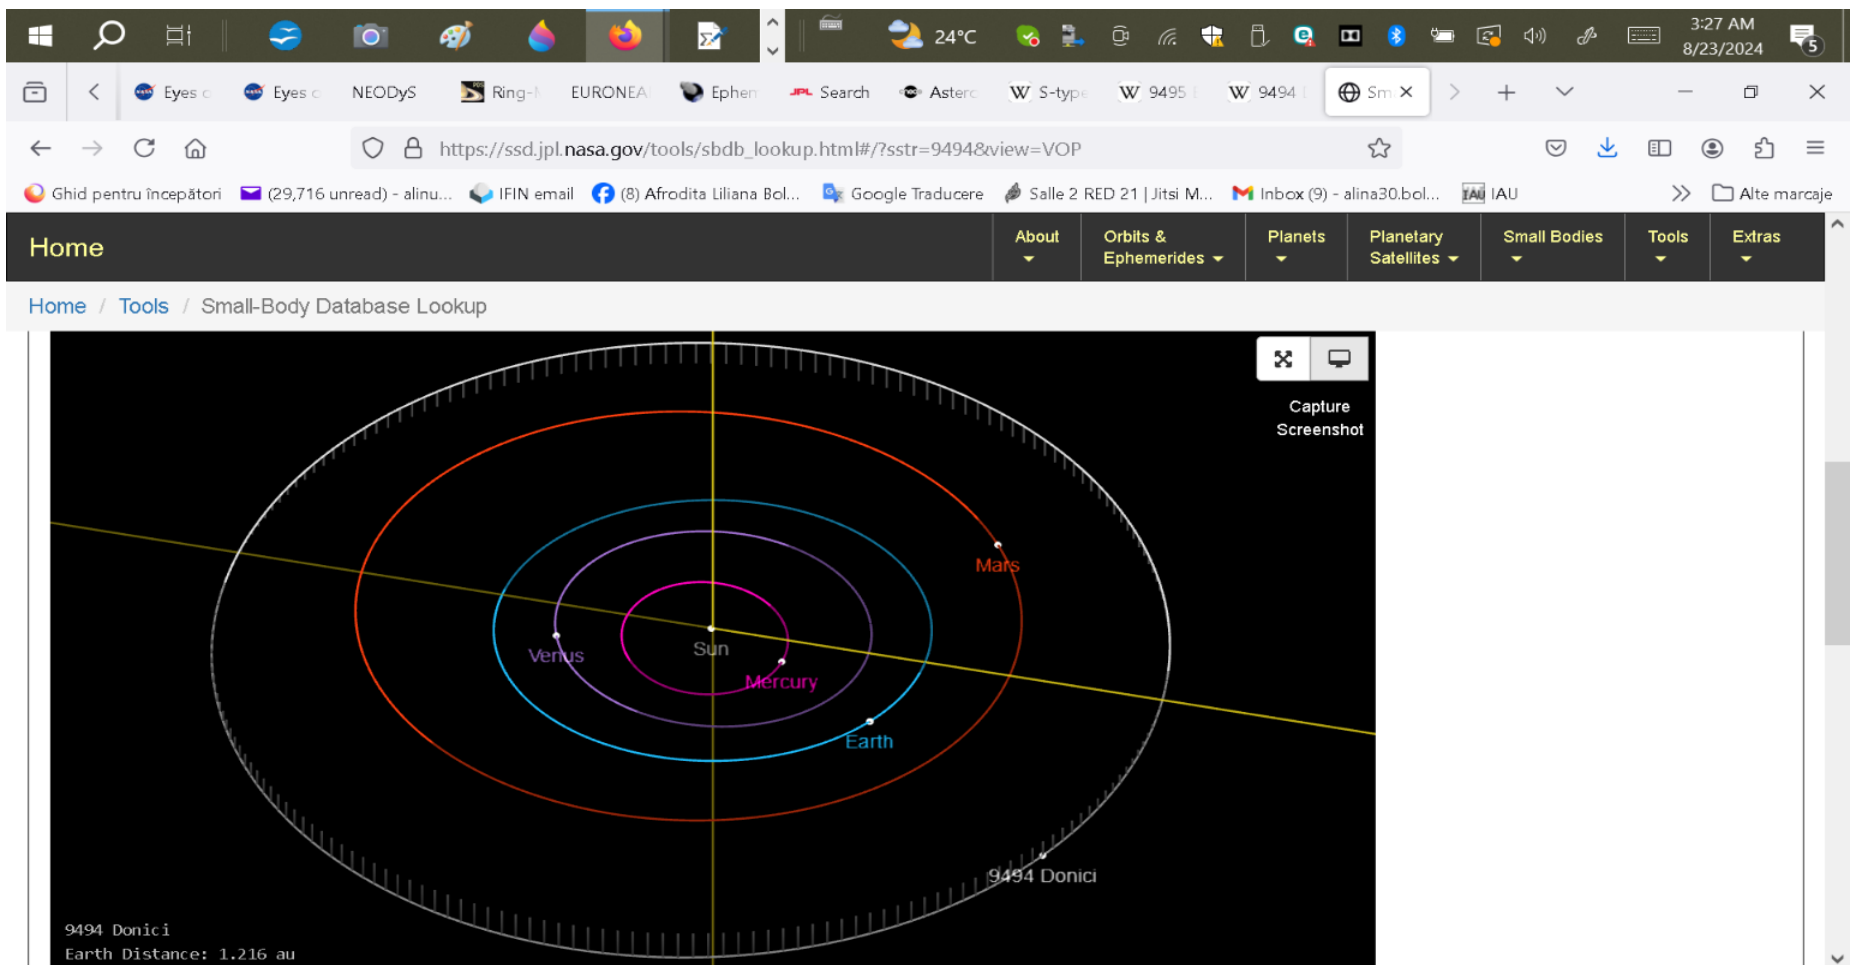 24°C
3:27 AM
8/23/2024
5
Eyes o
Eyes o
NEODyS
Ring-
EURONEA
Ephem
JPL Search
Astero
W S-type
W 9495
W 9494
Sm
https://ssd.jpl.nasa.gov/tools/sbdb_lookup.html#/?sstr=9494&view=VOP
Ghid pentru începători
(29,716 unread) - alinu...
IFIN email
(8) Afrodita Liliana Bol...
Google Traducere
Salle 2 RED 21 | Jitsi M...
Inbox (9) - alina30.bol...
IAU IAU
Alte marcaje
Home
About
Orbits &
Ephemerides
Planets
Planetary
Satellites
Small Bodies
Tools
Extras
Home / Tools / Small-Body Database Lookup
Capture
Screenshot
Mars
Venus
Sun
Mercury
Earth
9494 Donici
9494 Donici
Earth Distance: 1.216 au